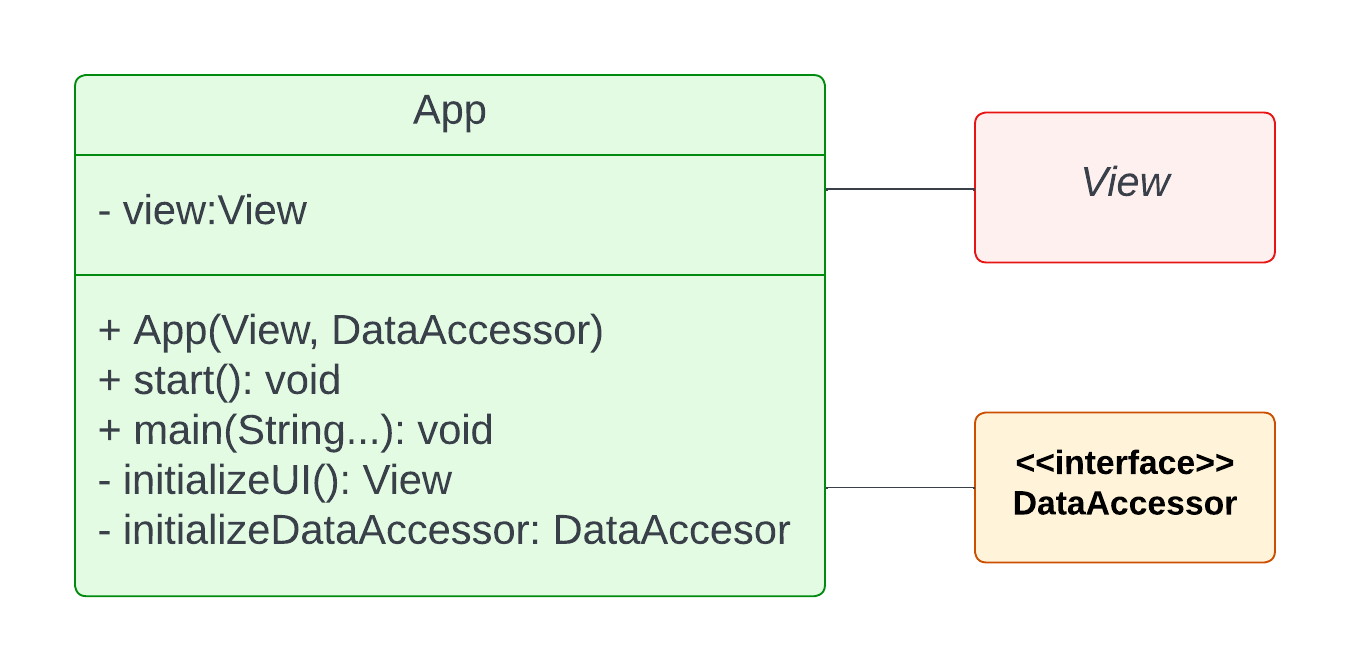 App
- view:View
+ App(View, DataAccessor)
+ start(): void
+ main(String...): void
- initializeUI(): View
- initializeDataAccessor: DataAccesor
View
<<interface>>
DataAccessor